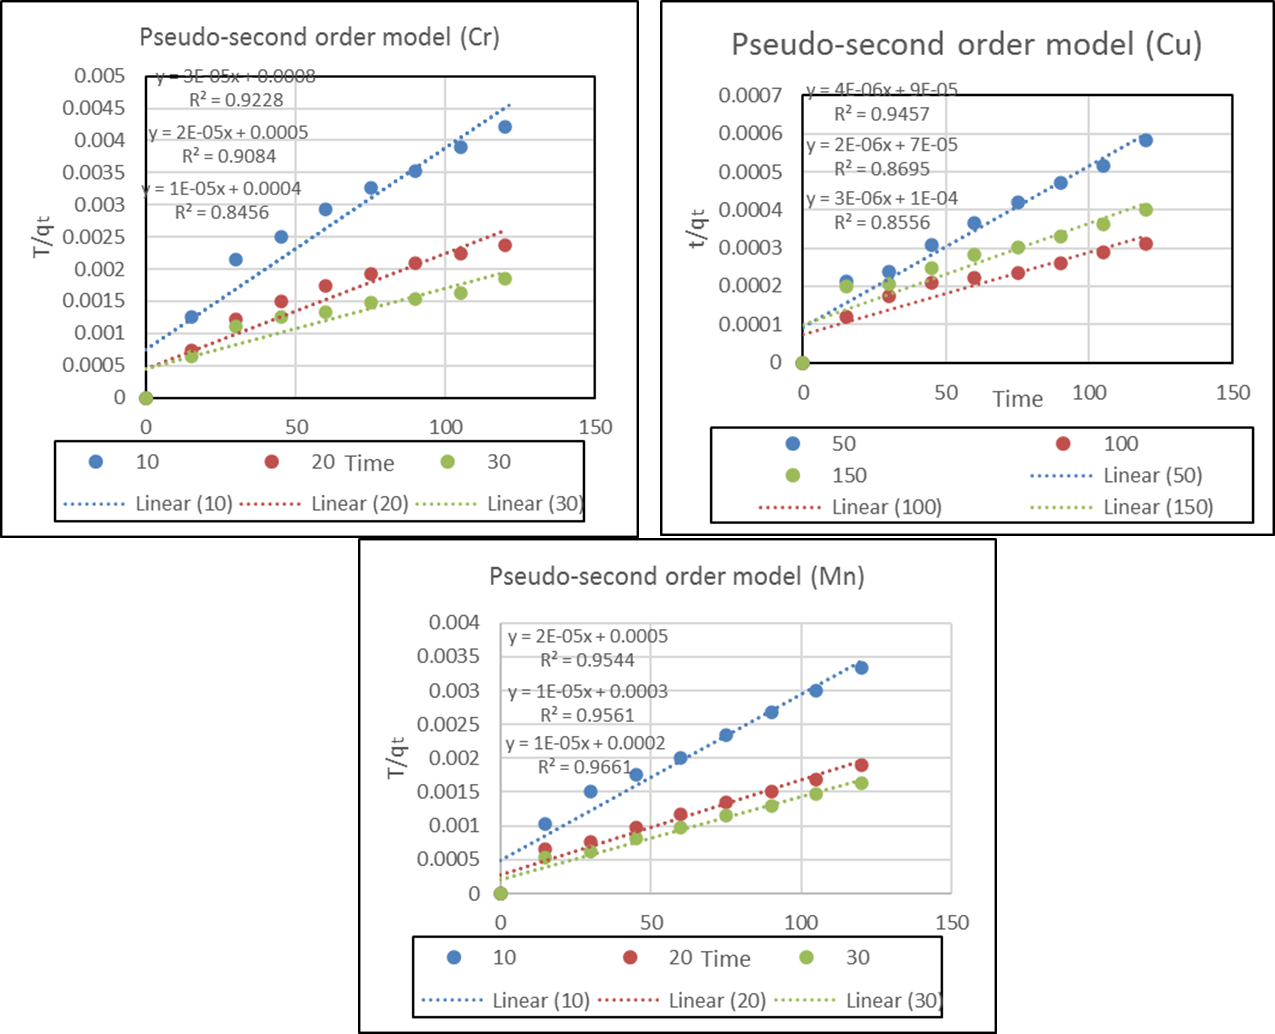 Pseudo-second order model (Cr)
0.005
0.0045
0.004
0.0035
0.003
0.0025
0.002
0.0015
0.001
0.0005
0
T/qt
y = 3E-05x + 0.0008
R² = 0.9228
y = 2E-05x + 0.0005
R² = 0.9084
y = 1E-05x + 0.0004
R² = 0.8456
0 50 100 150
10 20 Time 30
Linear (10) Linear (20) Linear (30)
Pseudo-second order model (Cu)
0.0007
0.0006
0.0005
0.0004
0.0003
0.0002
0.0001
0
t/qt
y = 4E-06x + 9E-05
R² = 0.9457
y = 2E-06x + 7E-05
R² = 0.8695
y = 3E-06x + 1E-04
R² = 0.8556
0 50 100 150
Time
50 100
150 Linear (50)
Linear (100) Linear (150)
Pseudo-second order model (Mn)
0.004
0.0035
0.003
0.0025
0.002
0.0015
0.001
0.0005
0
T/qt
y = 2E-05x + 0.0005
R² = 0.9544
y = 1E-05x + 0.0003
R² = 0.9561
y = 1E-05x + 0.0002
R² = 0.9661
0 50 100 150
10 20 Time 30
Linear (10) Linear (20) Linear (30)